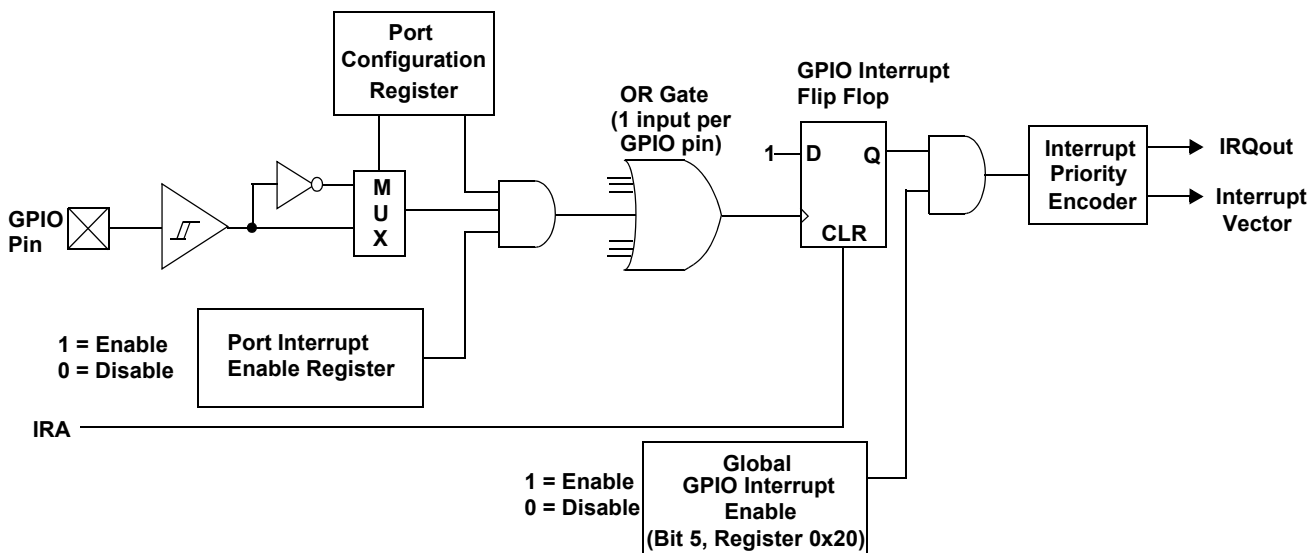 Port
Configuration
Register
GPIO Interrupt
Flip Flop
OR Gate
(1 input per
GPIO pin)
GPIO
Pin
M
U
X
1
D
Q
CLR
Interrupt
Priority
Encoder
IRQout
Interrupt
Vector
1 = Enable
0 = Disable
Port Interrupt
Enable Register
IRA
1 = Enable
0 = Disable
Global
GPIO Interrupt
Enable
(Bit 5, Register 0x20)